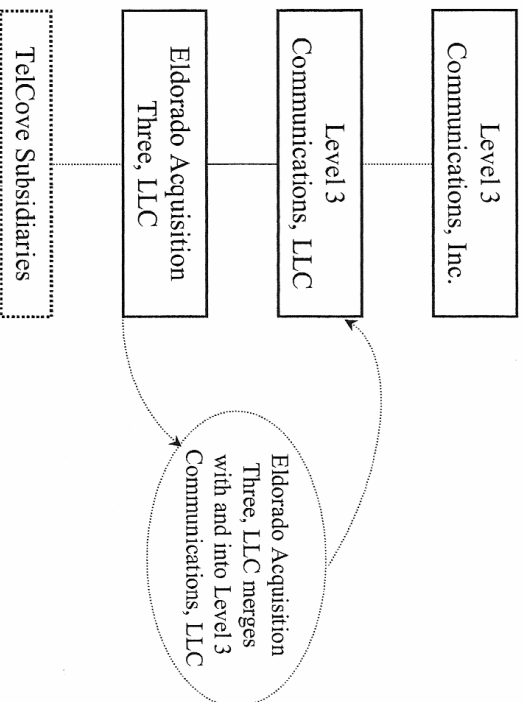 Level 3
Communications, Inc.
Level 3
Communications, LLC
Eldorado Acquisition
Three, LLC
TelCove Subsidiaries
Eldorado Acquisition
Three, LLC merges
with and into Level 3
Communications, LLC